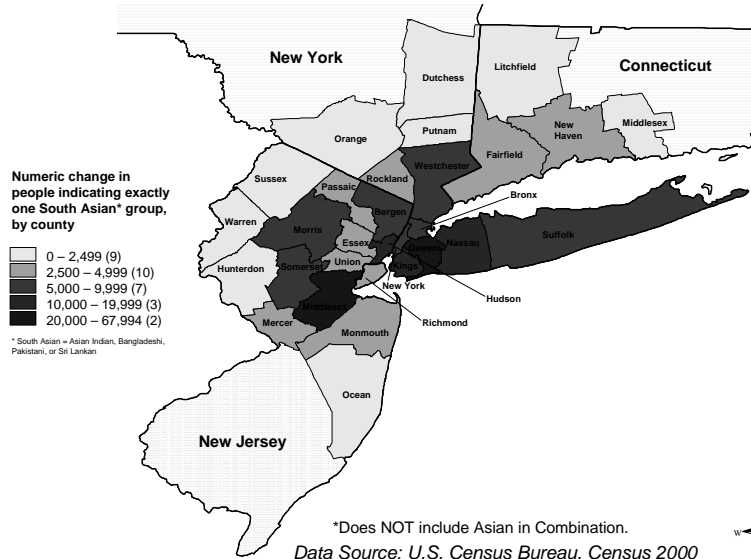 New York
Connecticut
Litchfield
Dutchess
Middlesex
New
Haven
Putnam
Orange
Fairfield
Westchester
Rockland
Sussex
Passaic
Bronx
Bergen
Warren
Morris
Suffolk
Essex
Nassau
Queens
Union
Kings
Hunterdon
Somerset
New York
Hudson
Middlesex
Richmond
Mercer
Monmouth
Ocean
New Jersey
Numeric change in
people indicating exactly
one South Asian* group,
by county
0 – 2,499 (9)
2,500 – 4,999 (10)
5,000 – 9,999 (7)
10,000 – 19,999 (3)
20,000 – 67,994 (2)
* South Asian = Asian Indian, Bangladeshi,
Pakistani, or Sri Lankan
*Does NOT include Asian in Combination.
W
Data Source: U.S. Census Bureau, Census 2000